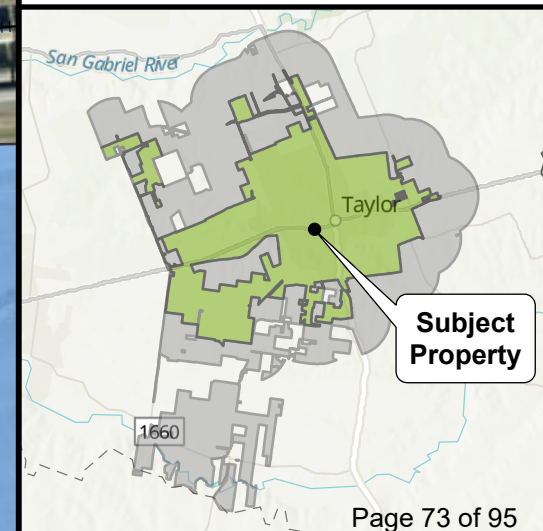 San Gabriel River
Taylor
Subject
Property
1660
Page 73 of 95